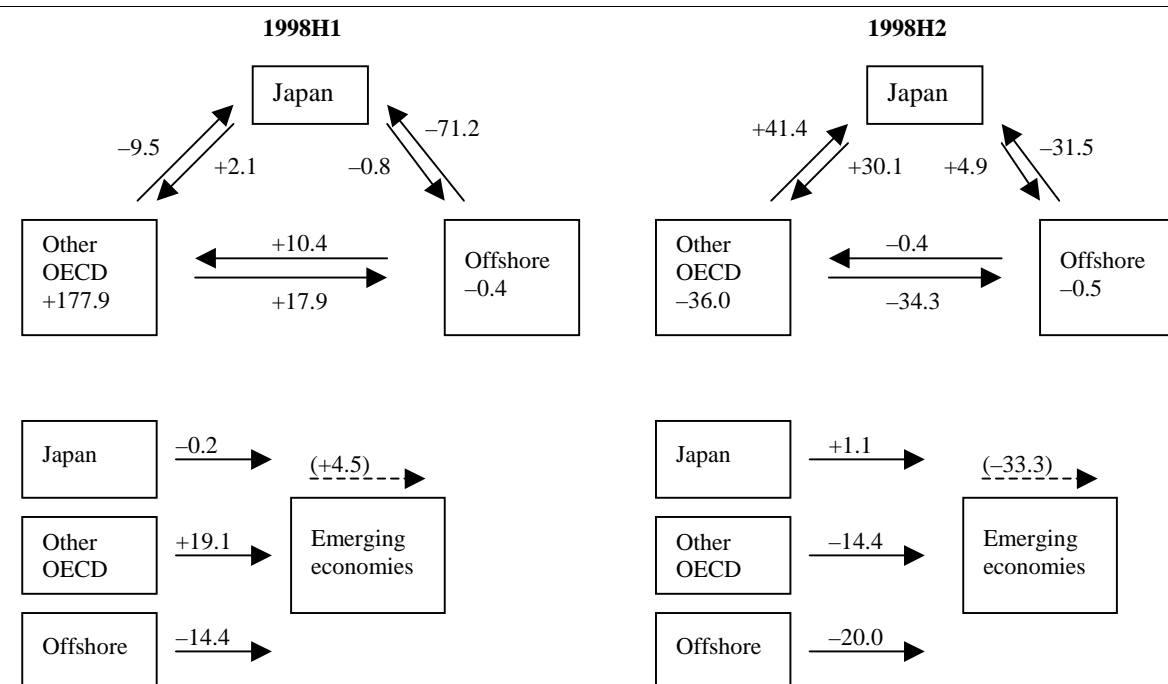 1998H1
Japan
–9.5
+2.1
–0.8
–71.2
Other
OECD
+177.9
+10.4
+17.9
Offshore
–0.4
Japan
–0.2
(+4.5)
Other
OECD
+19.1
Emerging
economies
Offshore
–14.4
1998H2
Japan
+41.4
+30.1
+4.9
–31.5
Other
OECD
–36.0
–0.4
–34.3
Offshore
–0.5
Japan
+1.1
(–33.3)
Other
OECD
–14.4
Emerging
economies
Offshore
–20.0